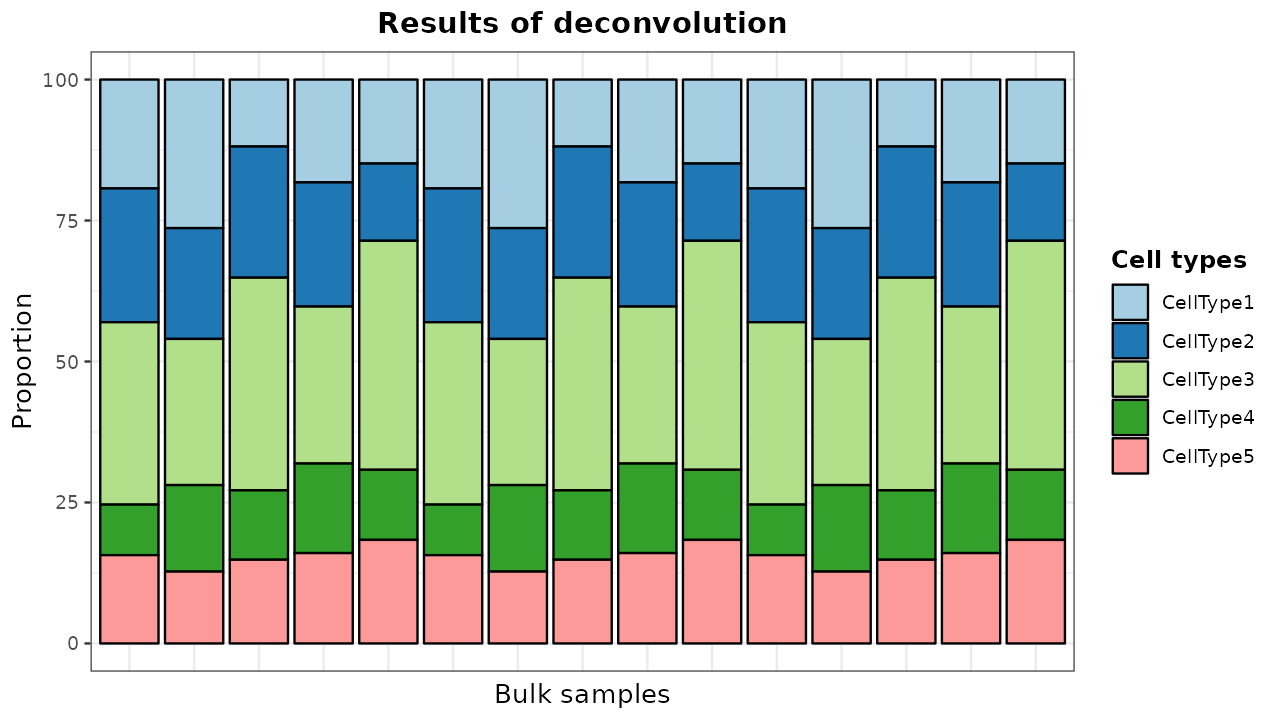 Results of deconvolution
100
75
50
25
0
Proportion
Bulk samples
Cell types
CellType1
CellType2
CellType3
CellType4
CellType5